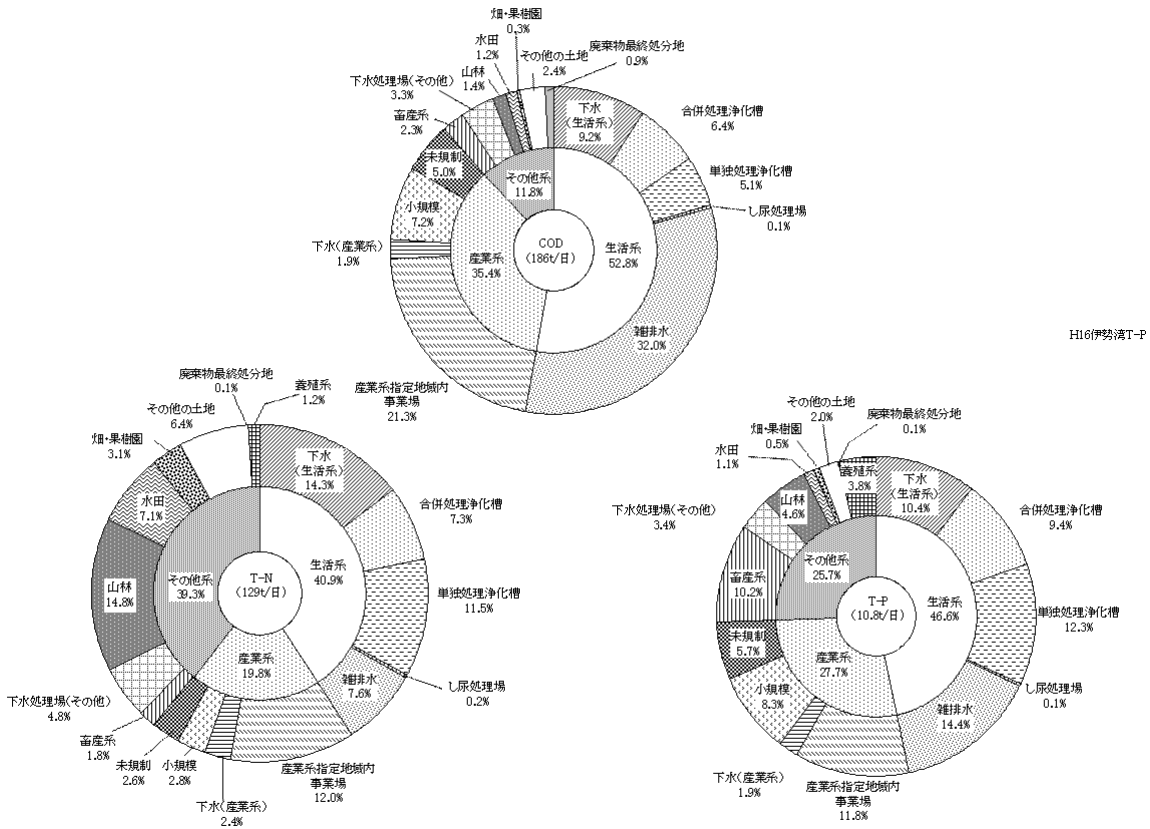 畑・果樹園
0.3%
水田
1.2%
その他の土地
2.4%
廃棄物最終処分地
0.9%
山林
1.4%
下水処理場(その他)
3.3%
畜産系
2.3%
未規制
5.0%
小規模
7.2%
下水(産業系)
1.9%
下水
(生活系)
9.2%
合併処理浄化槽
6.4%
単独処理浄化槽
5.1%
し尿処理場
0.1%
その他系
11.8%
産業系
35.4%
COD
(186t/日)
生活系
52.8%
雑排水
32.0%
産業系指定地域内
事業場
21.3%
H16伊勢湾T-P
廃棄物最終処分地
0.1%
養殖系
1.2%
その他の土地
6.4%
畑・果樹園
3.1%
水田
7.1%
山林
14.8%
下水処理場(その他)
4.8%
畜産系
1.8%
未規制
2.6%
小規模
2.8%
下水(産業系)
2.4%
産業系指定地域内
事業場
12.0%
下水
(生活系)
14.3%
合併処理浄化槽
7.3%
単独処理浄化槽
11.5%
し尿処理場
0.2%
雑排水
7.6%
その他系
39.3%
T-N
(129t/日)
生活系
40.9%
産業系
19.8%
その他の土地
2.0%
廃棄物最終処分地
0.1%
畑・果樹園
0.5%
水田
1.1%
養殖系
3.8%
山林
4.6%
下水処理場(その他)
3.4%
畜産系
10.2%
未規制
5.7%
小規模
8.3%
下水(産業系)
1.9%
産業系指定地域内
事業場
11.8%
下水
(生活系)
10.4%
合併処理浄化槽
9.4%
単独処理浄化槽
12.3%
し尿処理場
0.1%
雑排水
14.4%
その他系
25.7%
T-P
(10.8t/日)
生活系
46.6%
産業系
27.7%